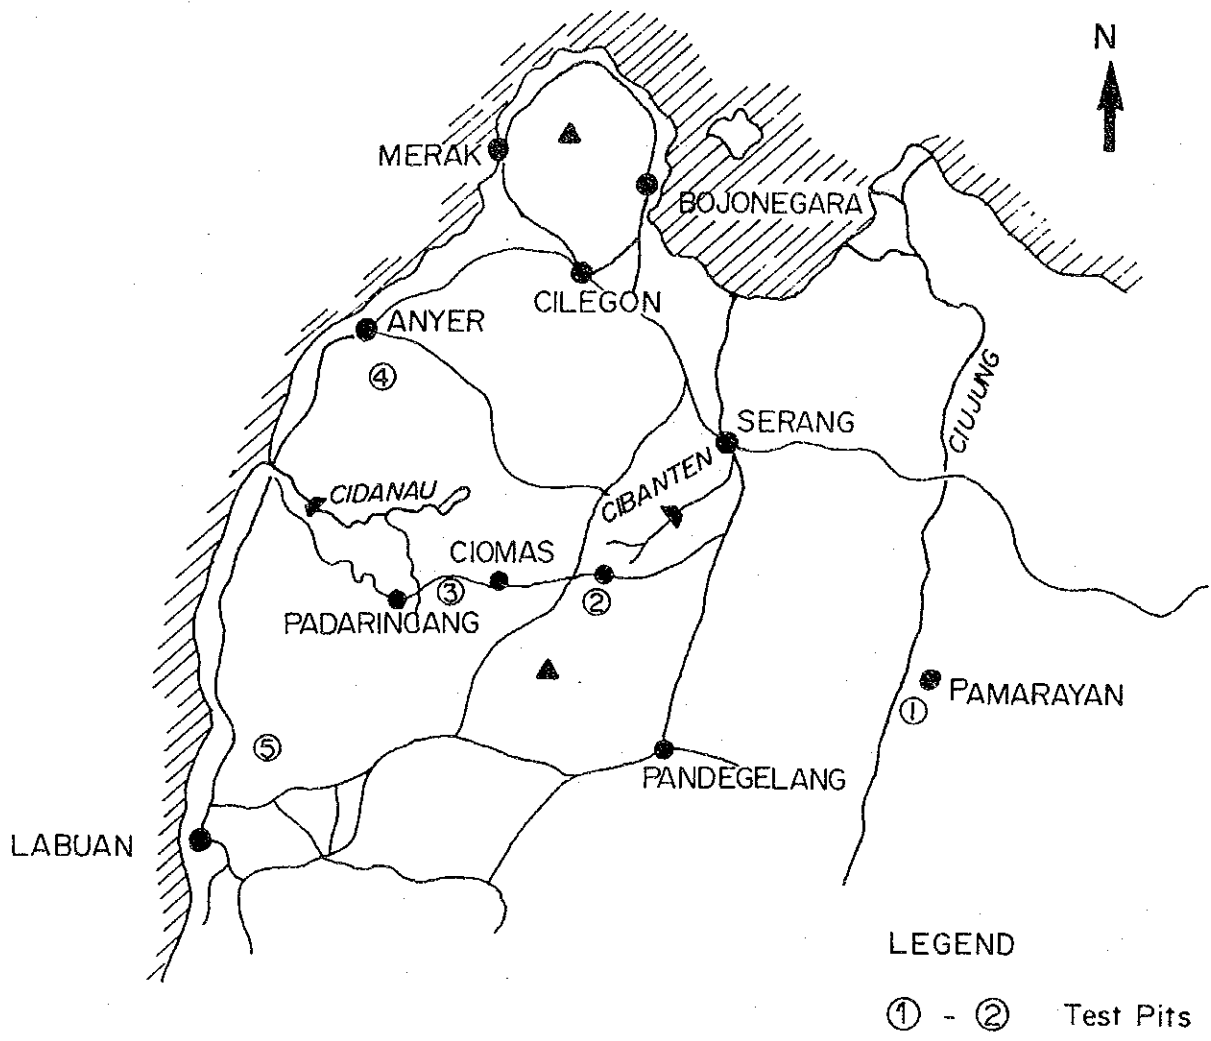 N
MERAK
BOJONEGARA
CILEGON
ANYER
④
CIUJUNG
SERANG
CIBANTEN
CIDANAU
CIOMAS
③
②
PADARINCANG
PAMARAYAN
①
⑤
PANDEGELANG
LABUAN
LEGEND
① - ② Test Pits